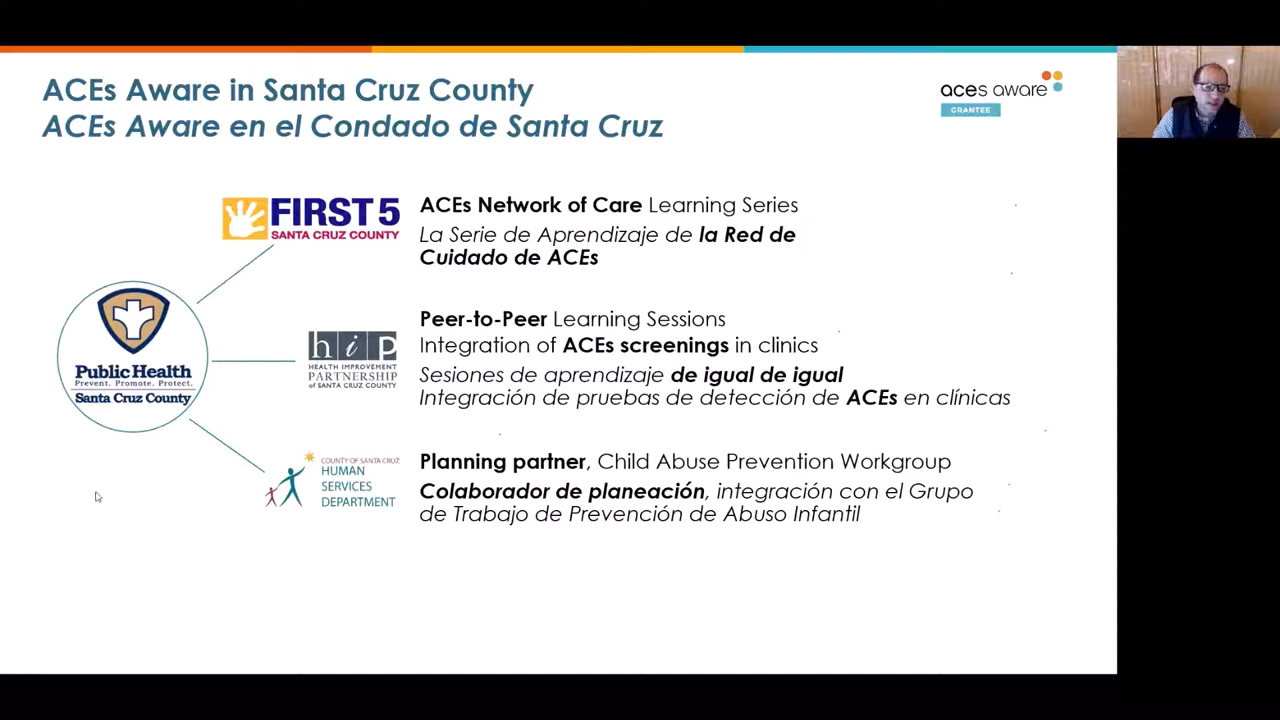 ACEs Aware in Santa Cruz County
ACEs Aware en el Condado de Santa Cruz
aces aware
GRANTEE
FIRST 5
SANTA CRUZ COUNTY
ACEs Network of Care Learning Series
La Serie de Aprendizaje de la Red de
Cuidado de ACEs
Public Health
Prevent. Promote. Protect.
Santa Cruz County
hip
HEALTH IMPROVEMENT
PARTNERSHIP
of SANTA CRUZ COUNTY
Peer-to-Peer Learning Sessions
Integration of ACEs screenings in clinics
Sesiones de aprendizaje de igual de igual
Integración de pruebas de detección de ACEs en clínicas
COUNTY OF SANTA CRUZ
HUMAN
SERVICES
DEPARTMENT
Planning partner, Child Abuse Prevention Workgroup
Colaborador de planeación, integración con el Grupo
de Trabajo de Prevención de Abuso Infantil